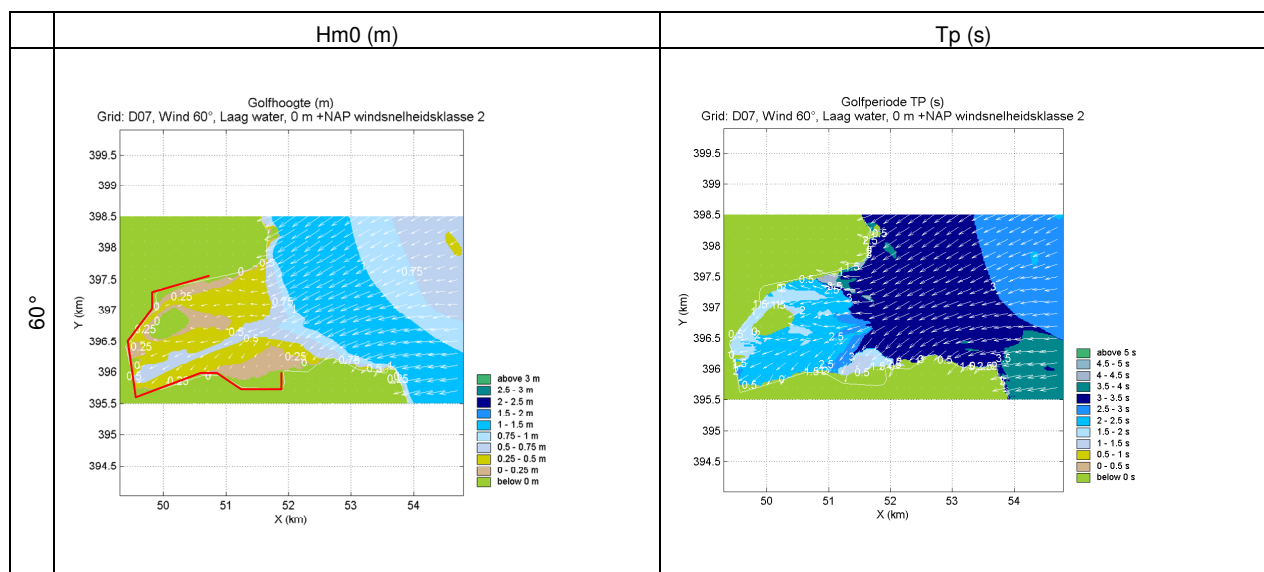 Hm0 (m)
Tp (s)
60°
Golfhoogte (m)
Grid: D07, Wind 60°, Laag water, 0 m +NAP windsnelheidsklasse 2
399.5
399
398.5
398
397.5
397
396.5
396
395.5
395
394.5
Y (km)
50
51
52
53
54
X (km)
above 3 m
2.5 - 3 m
2 - 2.5 m
1.5 - 2 m
1 - 1.5 m
0.75 - 1 m
0.5 - 0.75 m
0.25 - 0.5 m
0 - 0.25 m
below 0 m
Golfperiode TP (s)
Grid: D07, Wind 60°, Laag water, 0 m +NAP windsnelheidsklasse 2
399.5
399
398.5
398
397.5
397
396.5
396
395.5
395
394.5
Y (km)
50
51
52
53
54
X (km)
above 5 s
4.5 - 5 s
4 - 4.5 s
3.5 - 4 s
3 - 3.5 s
2.5 - 3 s
2 - 2.5 s
1.5 - 2 s
1 - 1.5 s
0.5 - 1 s
0 - 0.5 s
below 0 s